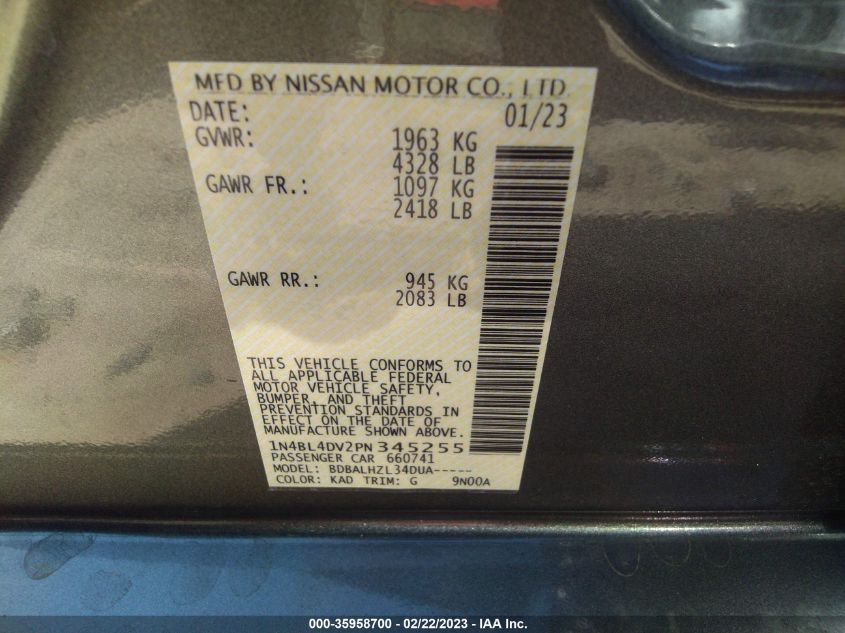 MFD BY NISSAN MOTOR CO., LTD.
DATE: 01/23
GVWR: 1963 KG
4328 LB
GAWR FR.: 1097 KG
2418 LB
GAWR RR.: 945 KG
2083 LB
THIS VEHICLE CONFORMS TO
ALL APPLICABLE FEDERAL
MOTOR VEHICLE SAFETY,
BUMPER, AND THEFT
PREVENTION STANDARDS IN
EFFECT ON THE DATE OF
MANUFACTURE SHOWN ABOVE.
1N4BL4DV2PN345255
PASSENGER CAR 660741
MODEL: BDBALHZL34DUA-----
COLOR: KAD TRIM: G 9N00A
000-35958700 - 02/22/2023 - IAA Inc.